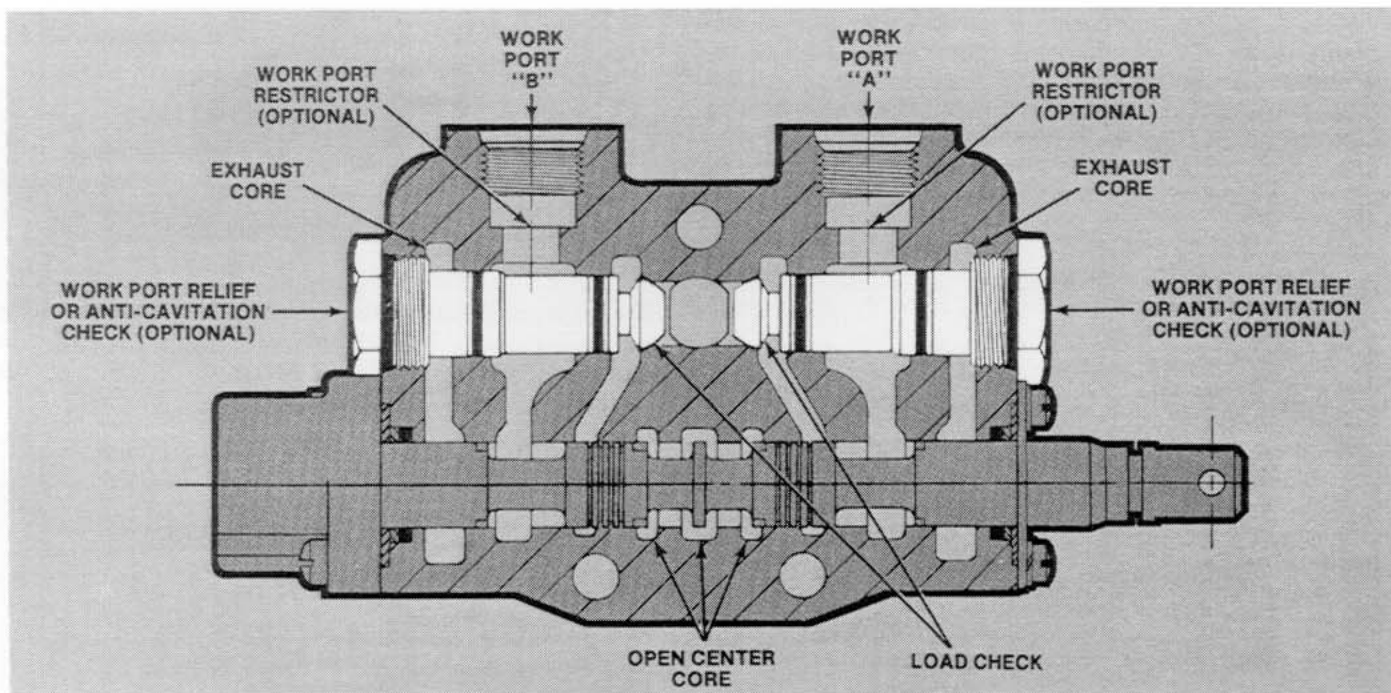 WORK
PORT
"B"
WORK
PORT
"A"
WORK PORT
RESTRICTOR
(OPTIONAL)
WORK PORT
RESTRICTOR
(OPTIONAL)
EXHAUST
CORE
EXHAUST
CORE
WORK PORT RELIEF
OR ANTI-CAVITATION
CHECK (OPTIONAL)
WORK PORT RELIEF
OR ANTI-CAVITATION
CHECK (OPTIONAL)
OPEN CENTER
CORE
LOAD CHECK